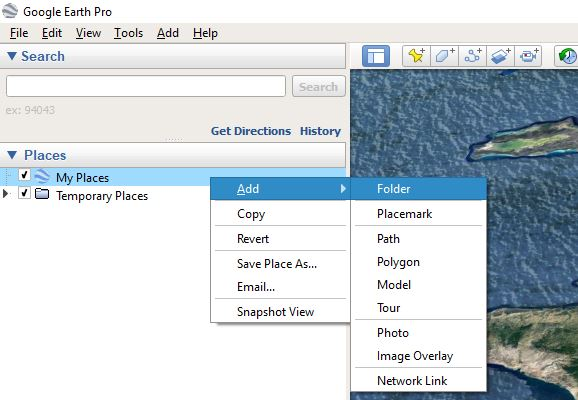 Google Earth Pro
File Edit View Tools Add Help
Search
Search
ex: 94043
Get Directions History
Places
My Places
Temporary Places
Add
Copy
Revert
Save Place As...
Email...
Snapshot View
Folder
Placemark
Path
Polygon
Model
Tour
Photo
Image Overlay
Network Link